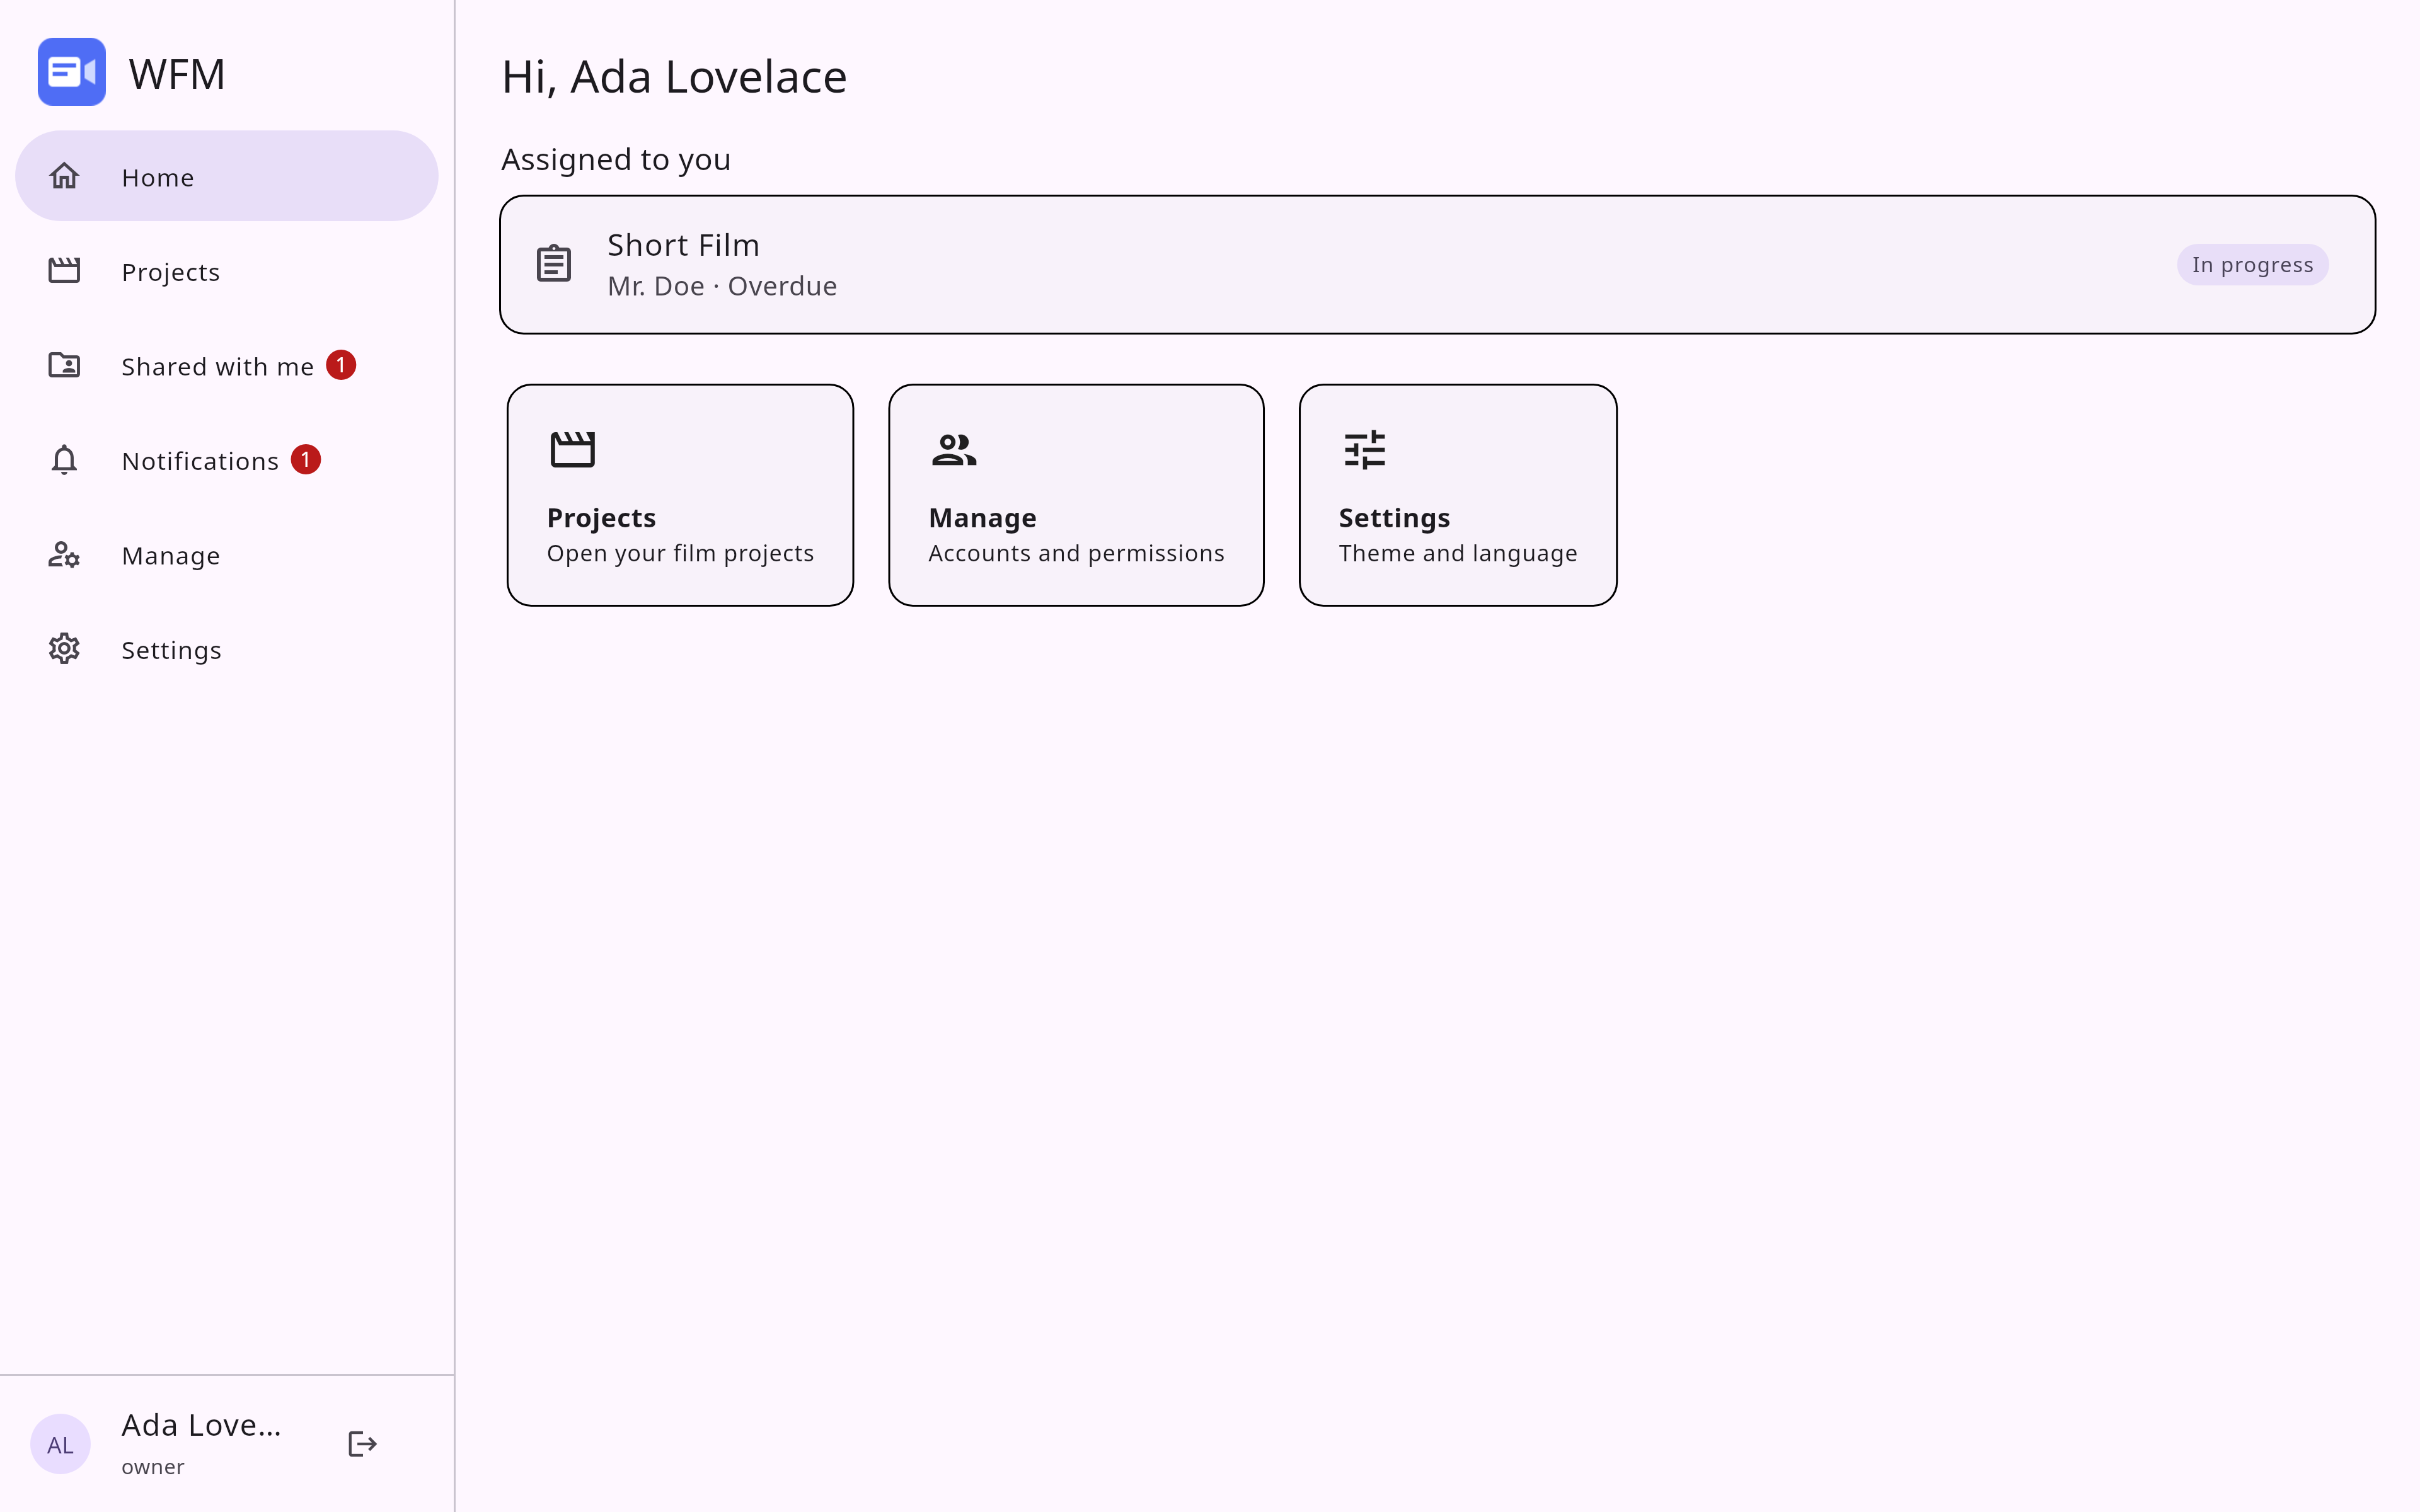 WFM
Home
Projects
Shared with me 1
Notifications 1
Manage
Settings
Ada Love...
AL
owner
Hi, Ada Lovelace
Assigned to you
Short Film
Mr. Doe · Overdue
In progress
Projects
Open your film projects
Manage
Accounts and permissions
Settings
Theme and language